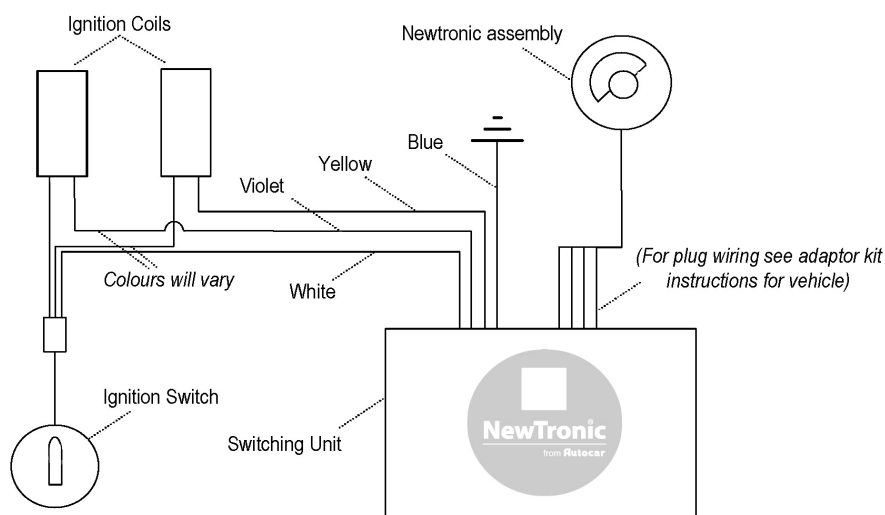 Ignition Coils
Newtronic assembly
Blue
Yellow
Violet
(For plug wiring see adaptor kit
instructions for vehicle)
Colours will vary
White
Ignition Switch
Switching Unit
NewTronic
from Autocar